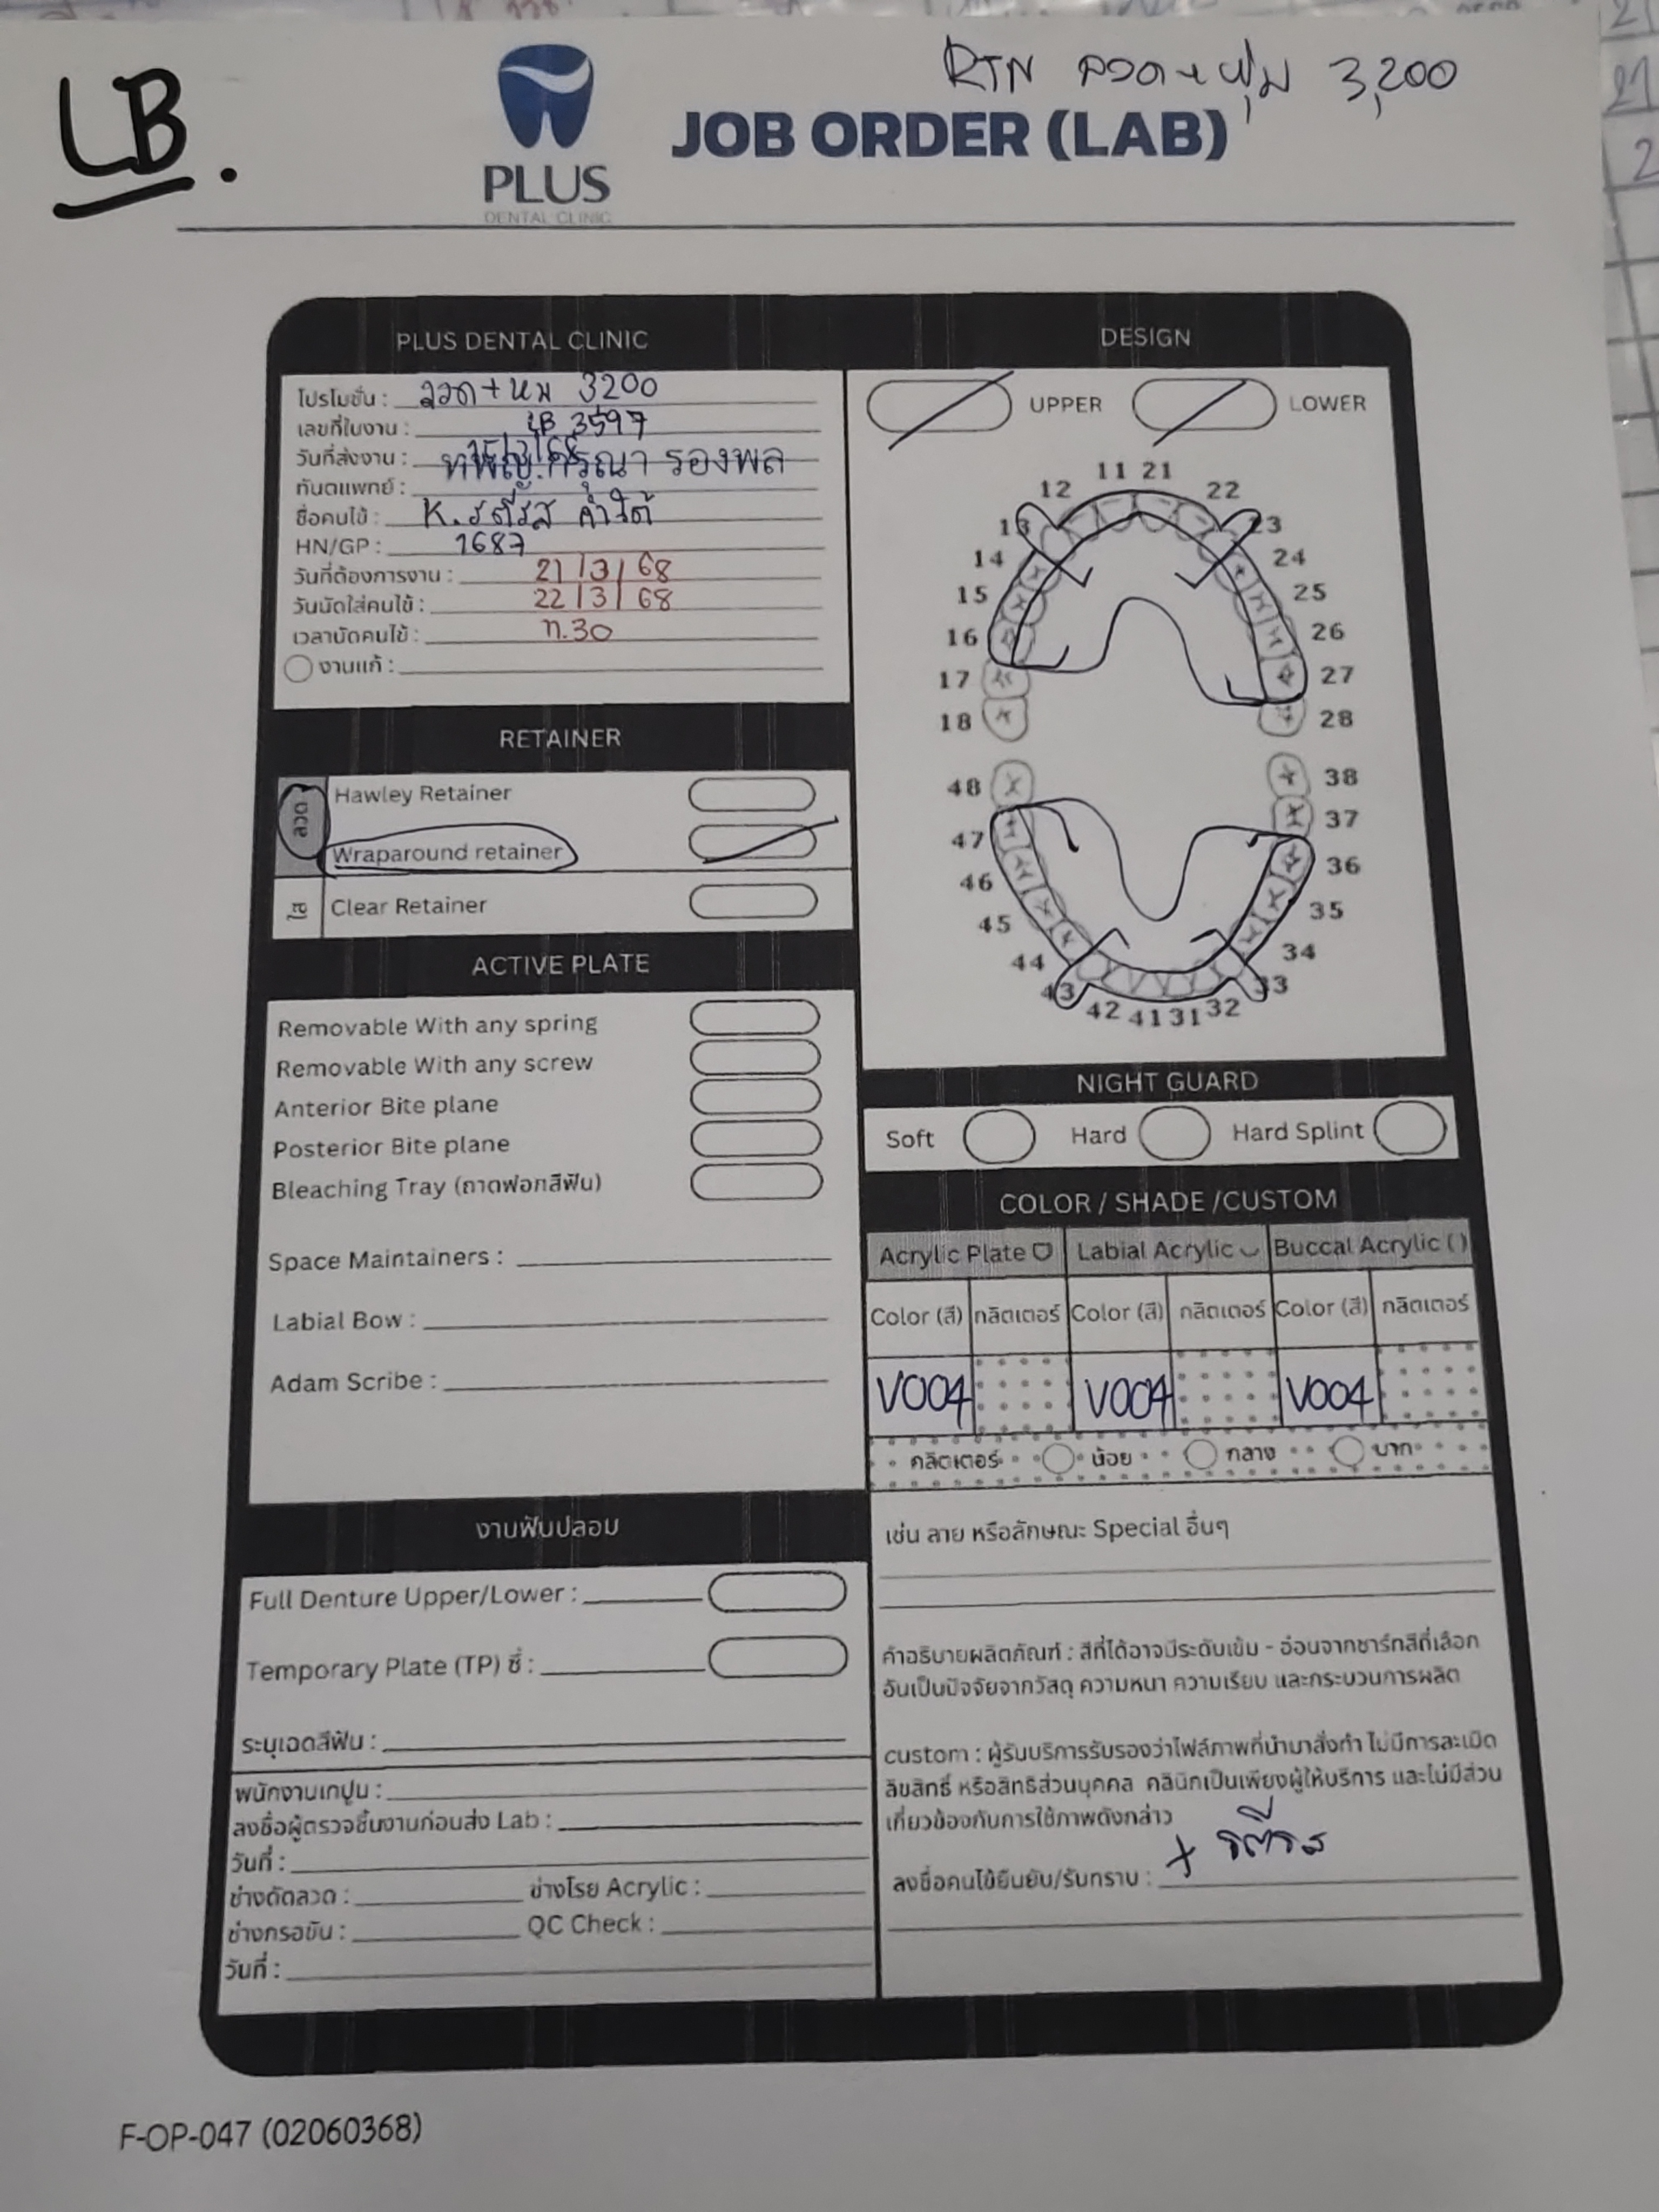 LB.
RTN ลวด+หุ้ม 3,200
PLUS
DENTAL CLINIC
JOB ORDER (LAB)
PLUS DENTAL CLINIC
โปรโมชั่น : ลวด+หุ้ม 3200
เลขที่ใบงาน : LB 3597
วันที่ส่งงาน :
ทันตแพทย์ : ทพญ.กรุณา รองพล
ชื่อคนไข้ : K. รตีรส คำใต้
HN/GP : 1687
วันที่ต้องการงาน : 21/3/68
วันนัดใส่คนไข้ : 22/3/68
เวลานัดคนไข้ : 17.30
งานแก้ :
DESIGN
UPPER LOWER
11 21
12 22
13 23
14 24
15 25
16 26
17 27
18 28
48 38
47 37
46 36
45 35
44 34
43 33
42 41 31 32
RETAINER
ลวด
Hawley Retainer
Wraparound retainer
ใส
Clear Retainer
ACTIVE PLATE
Removable With any spring
Removable With any screw
Anterior Bite plane
Posterior Bite plane
Bleaching Tray (ถาดฟอกสีฟัน)
Space Maintainers :
Labial Bow :
Adam Scribe :
NIGHT GUARD
Soft Hard Hard Splint
COLOR / SHADE /CUSTOM
Acrylic Plate Labial Acrylic Buccal Acrylic ()
Color (สี) กลิตเตอร์ Color (สี) กลิตเตอร์ Color (สี) กลิตเตอร์
V004 V004 V004
กลิตเตอร์ น้อย กลาง มาก
เช่น ลาย หรือลักษณะ Special อื่นๆ
งานฟันปลอม
Full Denture Upper/Lower :
Temporary Plate (TP) ซี่ :
ระบุเฉดสีฟัน :
พนักงานเทปูน :
ลงชื่อผู้ตรวจชิ้นงานก่อนส่ง Lab :
วันที่ :
ช่างดัดลวด : ช่างโรย Acrylic :
ช่างกรอขัน : QC Check :
วันที่ :
คำอธิบายผลิตภัณฑ์ : สีที่ได้อาจมีระดับเข้ม - อ่อนจากชาร์ทสีที่เลือก
อันเป็นปัจจัยจากวัสดุ ความหนา ความเรียบ และกระบวนการผลิต
custom : ผู้รับบริการรับรองว่าไฟล์ภาพที่นำมาสั่งทำ ไม่มีการละเมิด
ลิขสิทธิ์ หรือสิทธิส่วนบุคคล คลินิกเป็นเพียงผู้ให้บริการ และไม่มีส่วน
เกี่ยวข้องกับการใช้ภาพดังกล่าว
ลงชื่อคนไข้ยืนยัน/รับทราบ : + รตีรส
F-OP-047 (02060368)